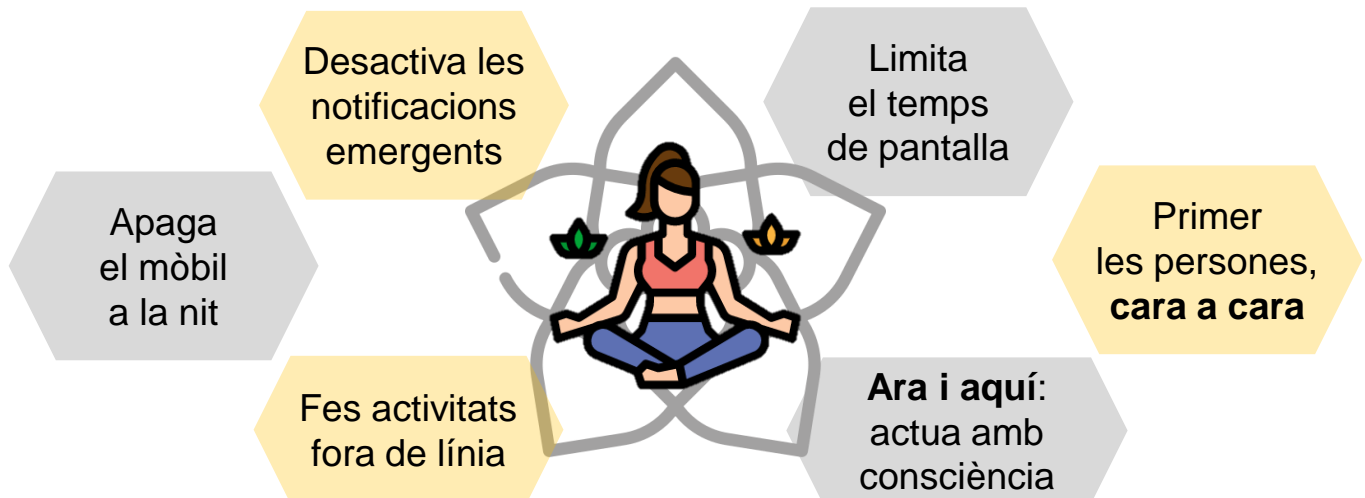 Desactiva les
notificacions
emergents
Limita
el temps
de pantalla
Apaga
el mòbil
a la nit
Primer
les persones,
cara a cara
Fes activitats
fora de línia
Ara i aquí:
actua amb
consciència